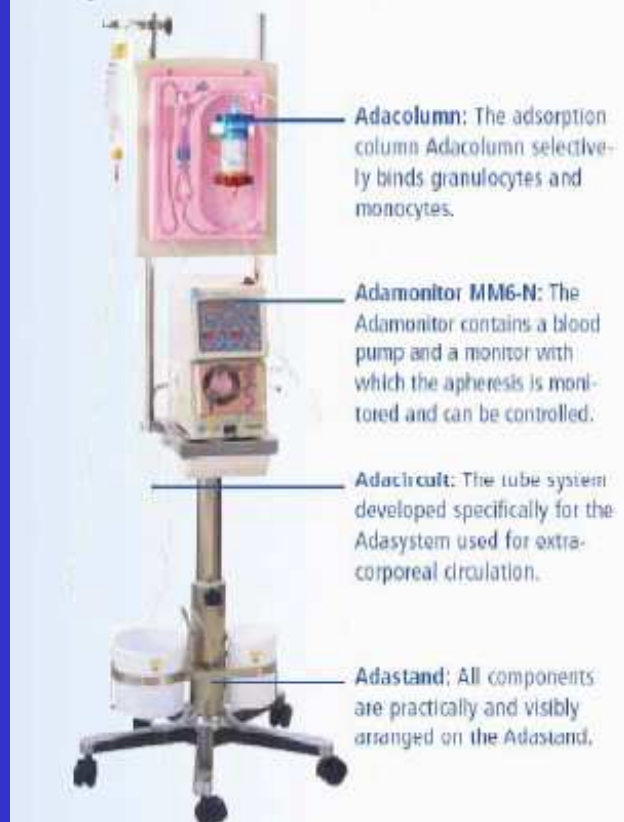 Adacolumn: The adsorption
column Adacolumn selective-
ly binds granulocytes and
monocytes.
Adamonitor MM6-N: The
Adamonitor contains a blood
pump and a monitor with
which the apheresis is moni-
tored and can be controlled.
Adacircuit: The tube system
developed specifically for the
Adasystem used for extra-
corporeal circulation.
Adastand: All components
are practically and visibly
arranged on the Adastand.